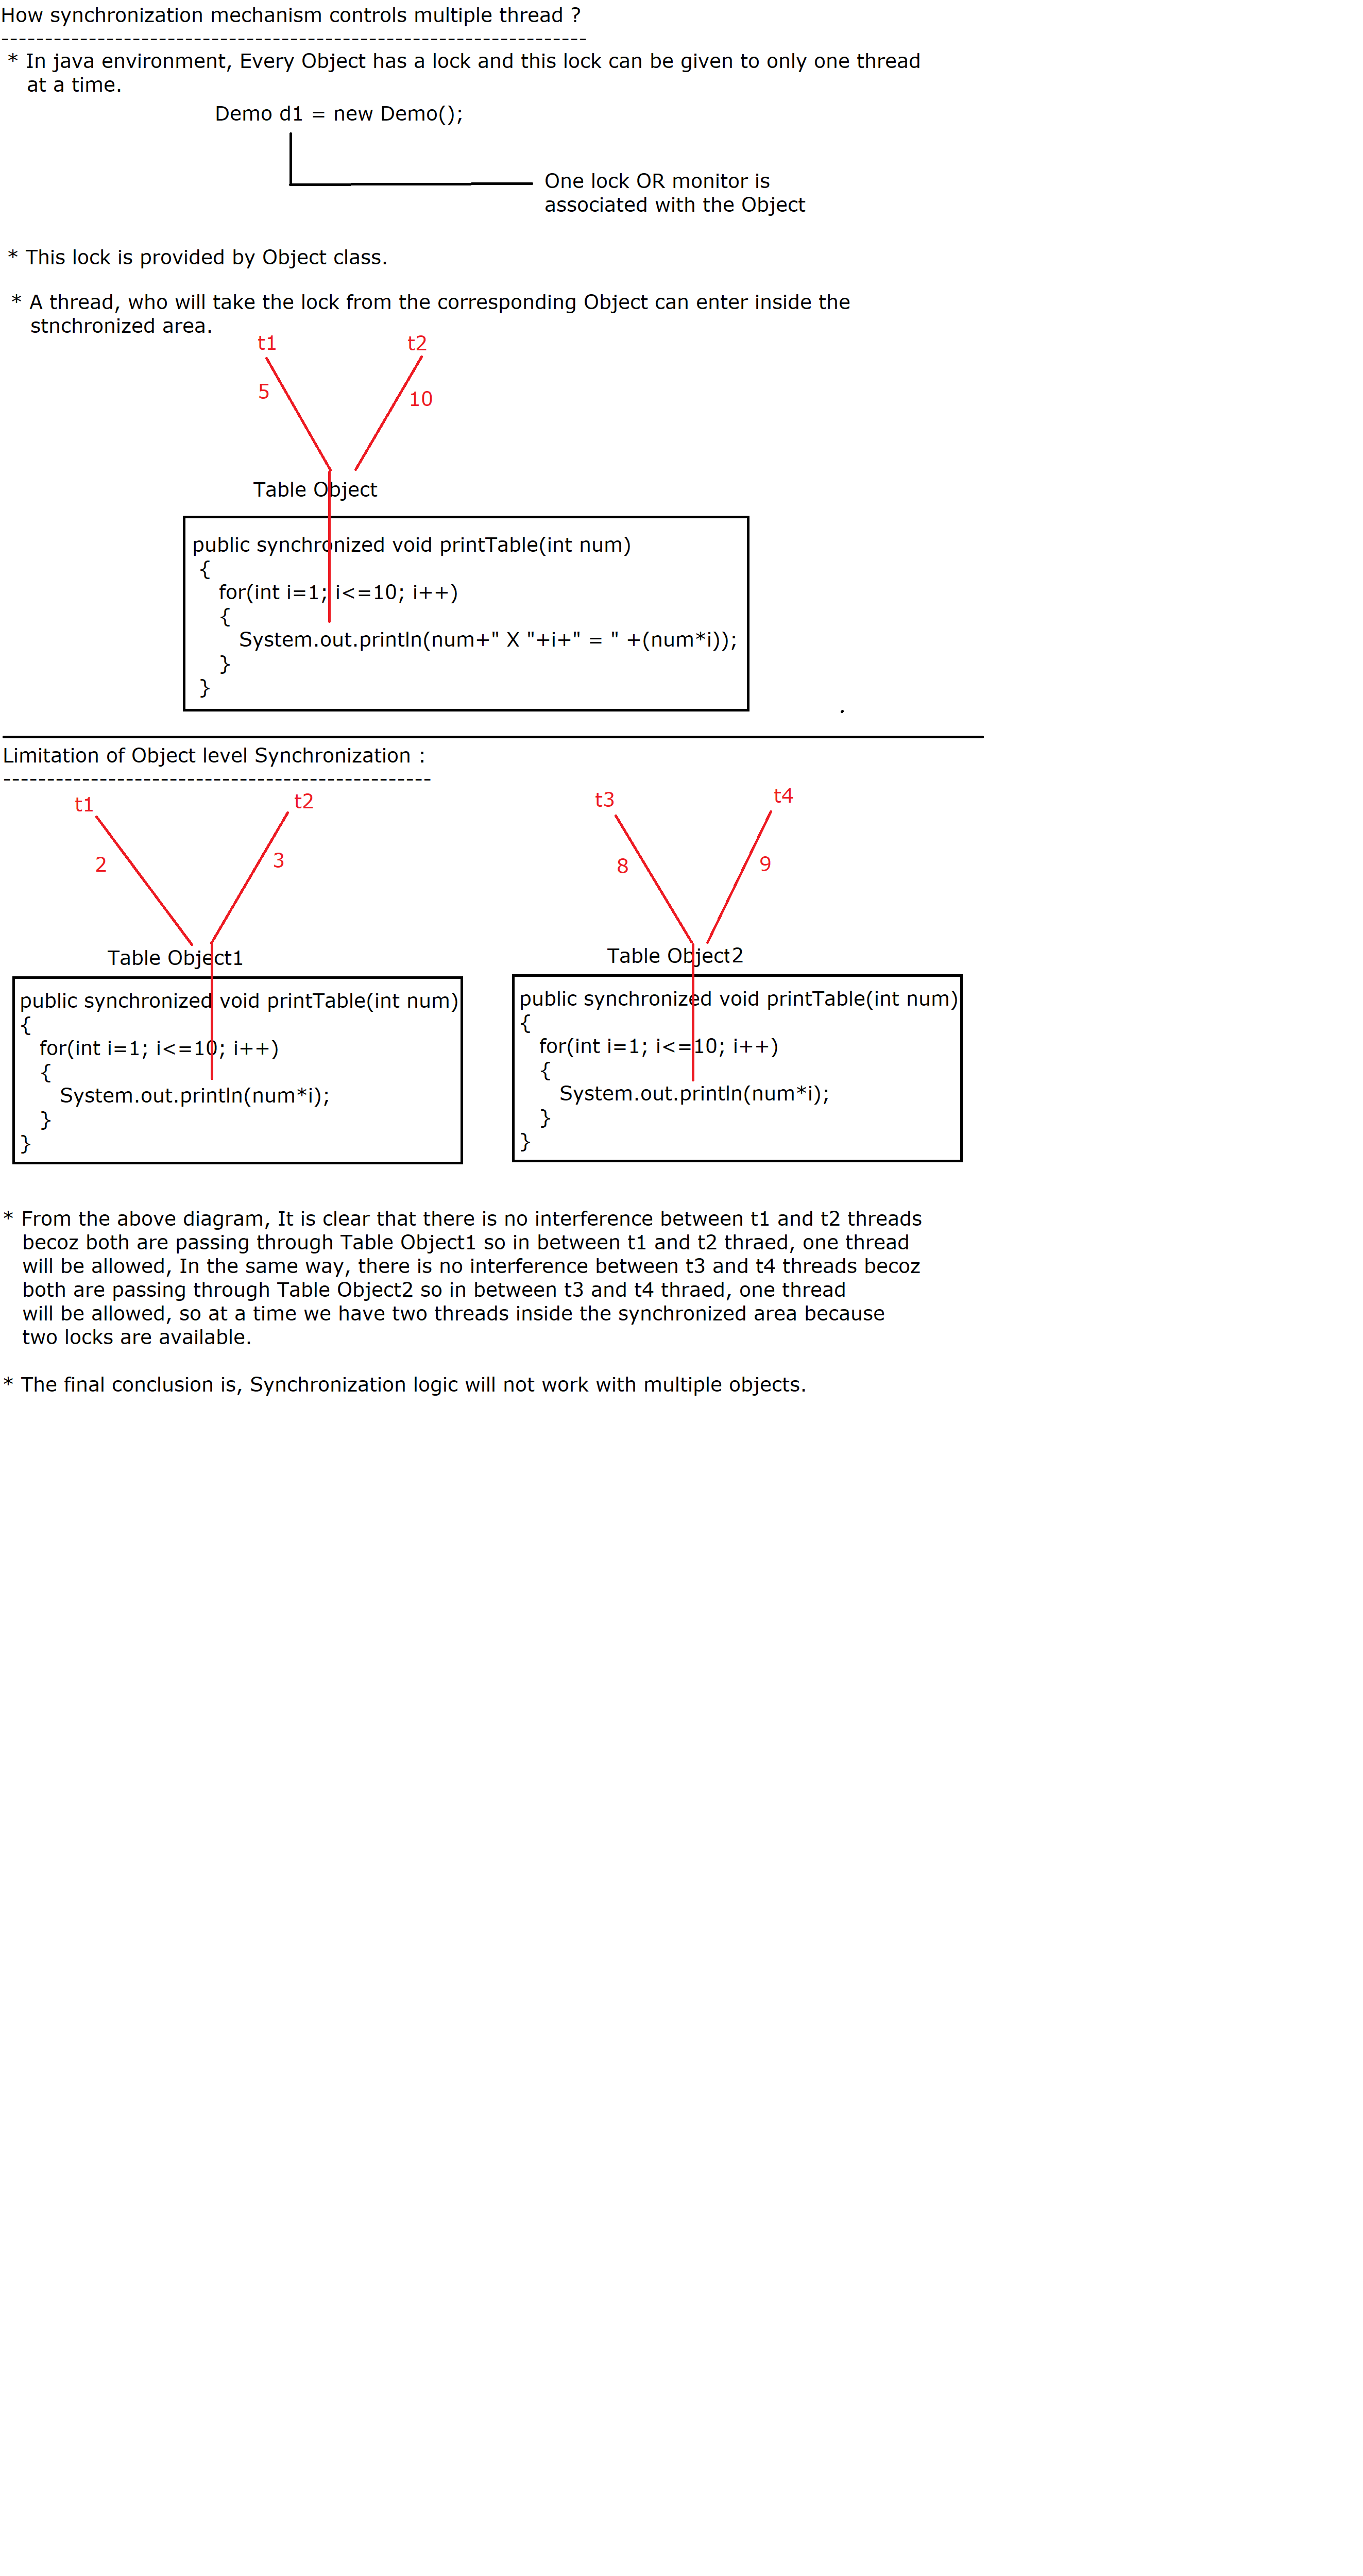 How synchronization mechanism controls multiple thread ?
-------------------------------------------------------------------
* In java environment, Every Object has a lock and this lock can be given to only one thread
at a time.
Demo d1 = new Demo();
One lock OR monitor is
associated with the Object
* This lock is provided by Object class.
* A thread, who will take the lock from the corresponding Object can enter inside the
stnchronized area.
t1 t2
5 10
Table Object
public synchronized void printTable(int num)
{
for(int i=1; i<=10; i++)
{
System.out.println(num+" X "+i+" = " +(num*i));
}
}
.
Limitation of Object level Synchronization :
-------------------------------------------------
t1 t2 t3 t4
2 3 8 9
Table Object1
public synchronized void printTable(int num)
{
for(int i=1; i<=10; i++)
{
System.out.println(num*i);
}
}
Table Object2
public synchronized void printTable(int num)
{
for(int i=1; i<=10; i++)
{
System.out.println(num*i);
}
}
* From the above diagram, It is clear that there is no interference between t1 and t2 threads
becoz both are passing through Table Object1 so in between t1 and t2 thraed, one thread
will be allowed, In the same way, there is no interference between t3 and t4 threads becoz
both are passing through Table Object2 so in between t3 and t4 thraed, one thread
will be allowed, so at a time we have two threads inside the synchronized area because
two locks are available.
* The final conclusion is, Synchronization logic will not work with multiple objects.